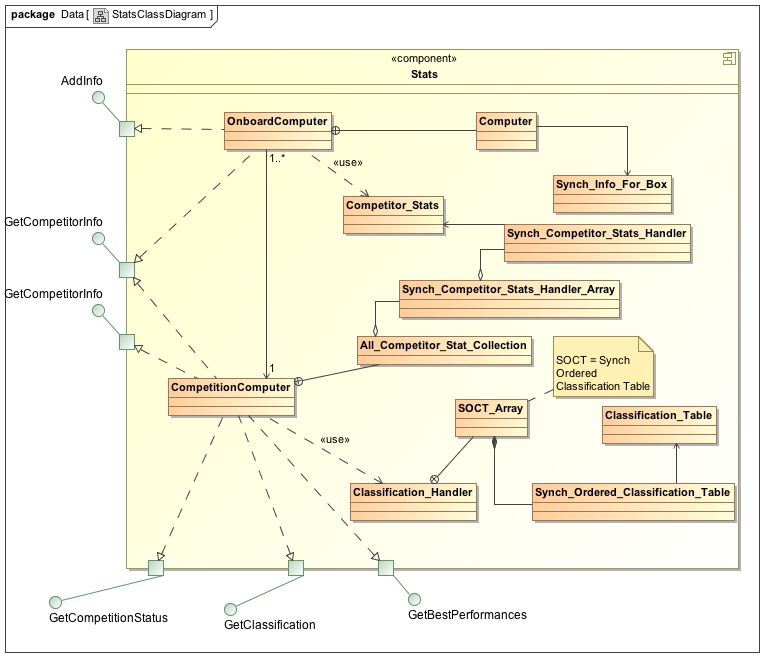 package Data[ StatsClassDiagram ]
«component»
Stats
AddInfo
OnboardComputer
Computer
1..*
«use»
Synch_Info_For_Box
Competitor_Stats
GetCompetitorInfo
Synch_Competitor_Stats_Handler
GetCompetitorInfo
Synch_Competitor_Stats_Handler_Array
All_Competitor_Stat_Collection
SOCT = Synch
Ordered
Classification Table
1
CompetitionComputer
SOCT_Array
Classification_Table
«use»
Classification_Handler
Synch_Ordered_Classification_Table
GetCompetitionStatus
GetClassification
GetBestPerformances